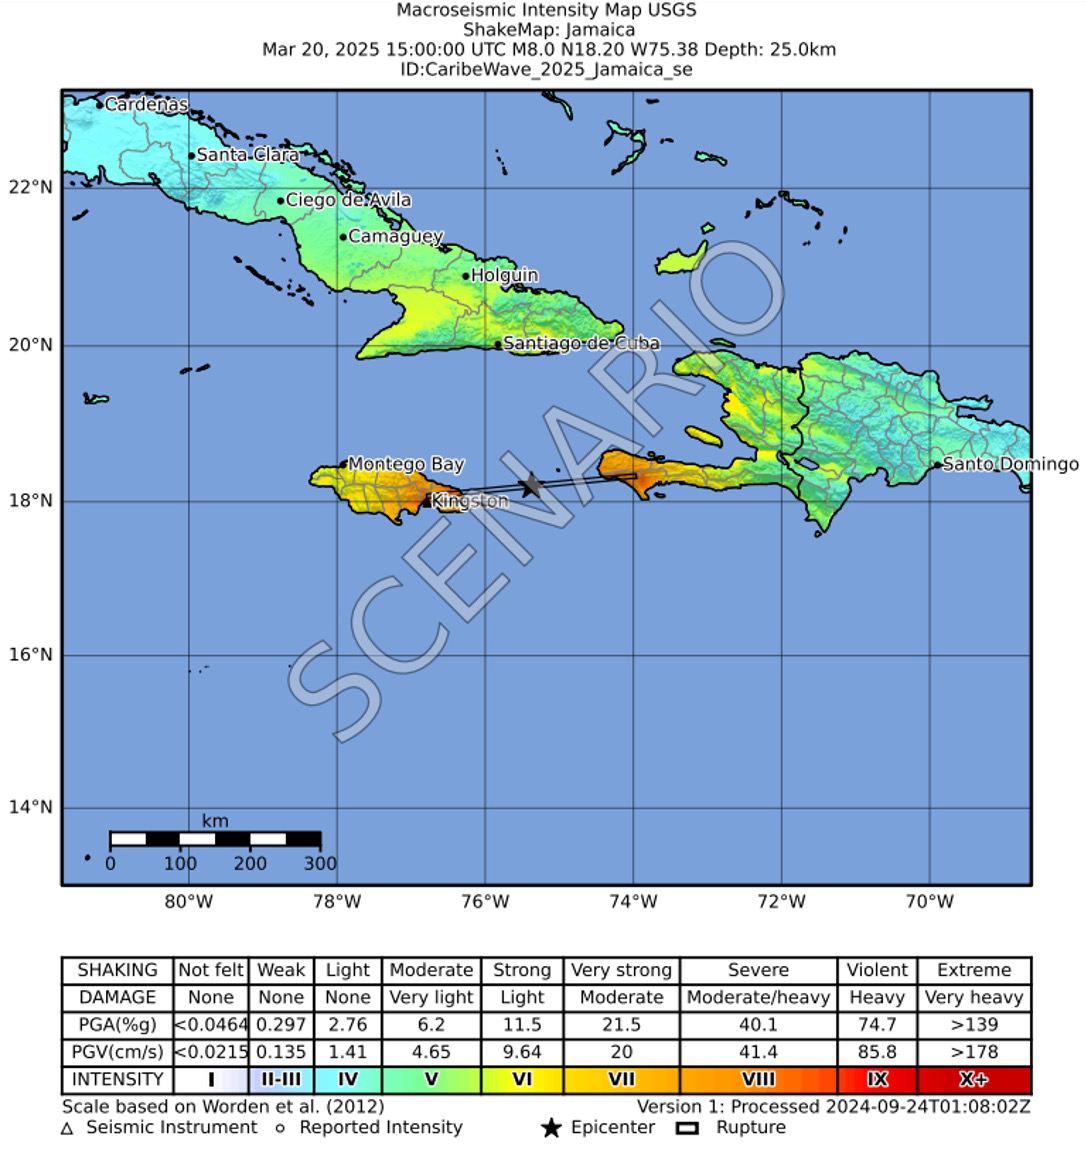 Macroseismic Intensity Map USGS
ShakeMap: Jamaica
Mar 20, 2025 15:00:00 UTC M8.0 N18.20 W75.38 Depth: 25.0km
ID:CaribeWave_2025_Jamaica_se
Cardenas
Santa Clara
22°N
Ciego de Avila
Camaguey
Holguin
20°N
Santiago de Cuba
Montego Bay
Santo Domingo
18°N
Kingston
SCENARIO
16°N
14°N
km
0 100 200 300
80°W 78°W 76°W 74°W 72°W 70°W
SHAKING Not felt Weak Light Moderate Strong Very strong Severe Violent Extreme
DAMAGE None None None Very light Light Moderate Moderate/heavy Heavy Very heavy
PGA(%g) <0.0464 0.297 2.76 6.2 11.5 21.5 40.1 74.7 >139
PGV(cm/s) <0.0215 0.135 1.41 4.65 9.64 20 41.4 85.8 >178
INTENSITY I II-III IV V VI VII VIII IX X+
Scale based on Worden et al. (2012) Version 1: Processed 2024-09-24T01:08:02Z
Seismic Instrument Reported Intensity Epicenter Rupture